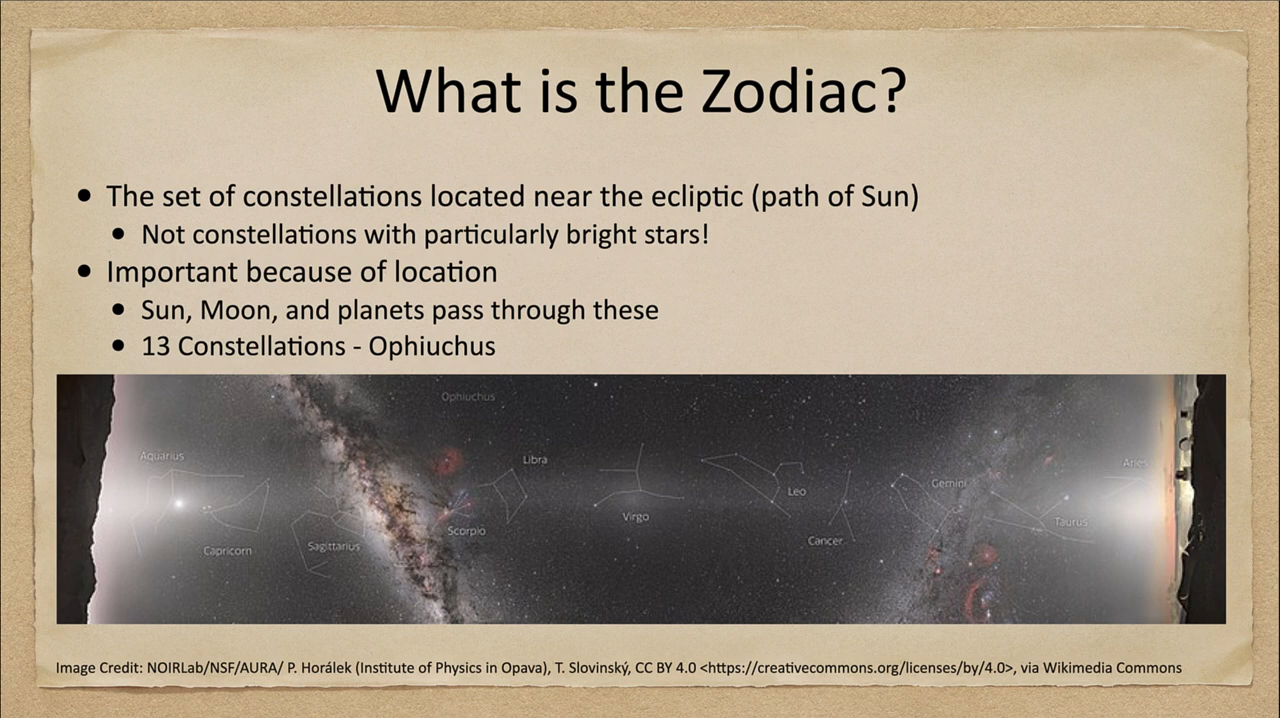 What is the Zodiac?
The set of constellations located near the ecliptic (path of Sun)
Not constellations with particularly bright stars!
Important because of location
Sun, Moon, and planets pass through these
13 Constellations - Ophiuchus
Ophiuchus
Aquarius
Libra
Aries
Gemini
Leo
Virgo
Taurus
Scorpio
Cancer
Sagittarius
Capricorn
Image Credit: NOIRLab/NSF/AURA/ P. Horálek (Institute of Physics in Opava), T. Slovinský, CC BY 4.0 <https://creativecommons.org/licenses/by/4.0>, via Wikimedia Commons